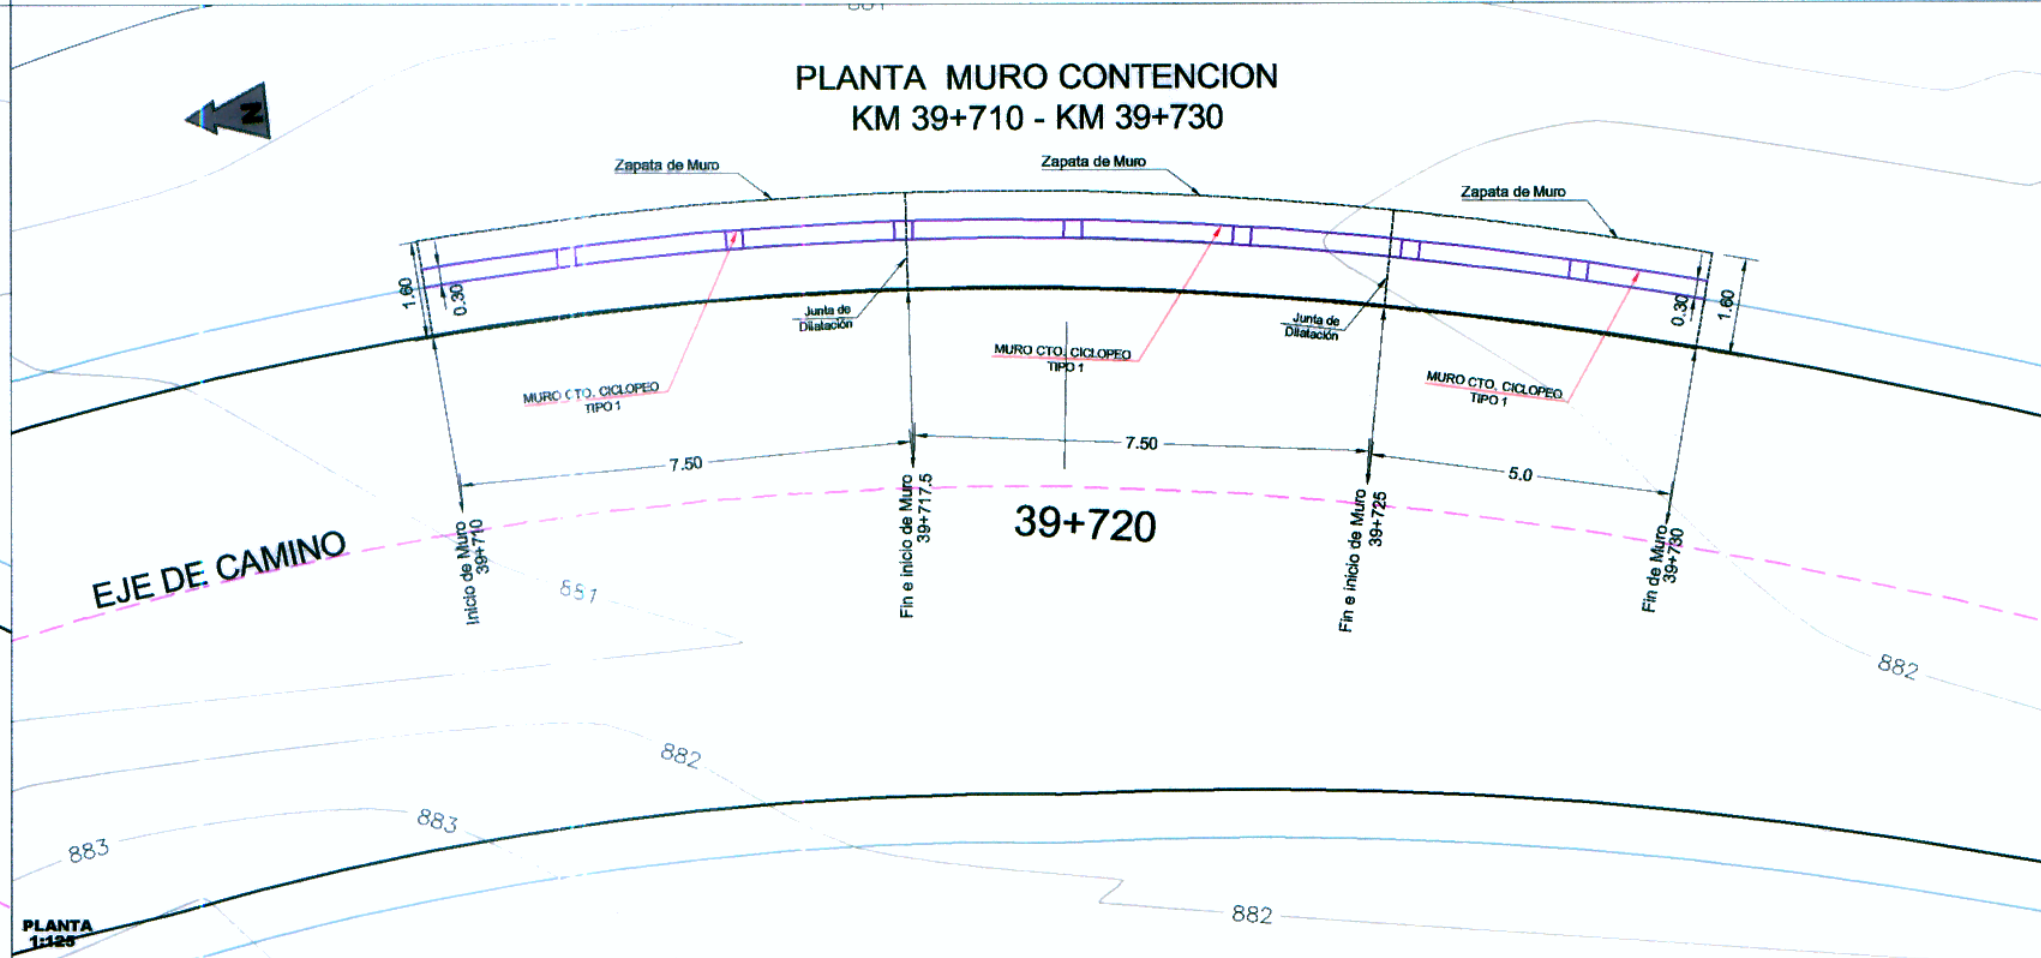 PLANTA MURO CONTENCION
KM 39+710 - KM 39+730
N
Zapata de Muro
Zapata de Muro
Zapata de Muro
1.60
0.30
0.30
1.60
Junta de
Dilatación
Junta de
Dilatación
MURO CTO. CICLOPEO
TIPO 1
MURO CTO. CICLOPEO
TIPO 1
MURO CTO. CICLOPEO
TIPO 1
7.50
7.50
5.0
Inicio de Muro
39+710
Fin e inicio de Muro
39+717.5
39+720
Fin e inicio de Muro
39+725
Fin de Muro
39+730
EJE DE CAMINO
881
882
882
883
883
882
PLANTA
1:125